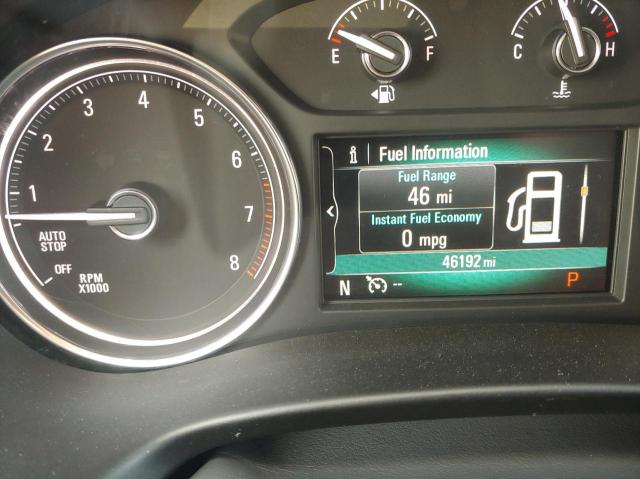 1
2
3
4
5
6
7
8
AUTO
STOP
OFF
RPM
X1000
E F
C H
i Fuel Information
Fuel Range
46 mi
Instant Fuel Economy
0 mpg
46192 mi
N -- P